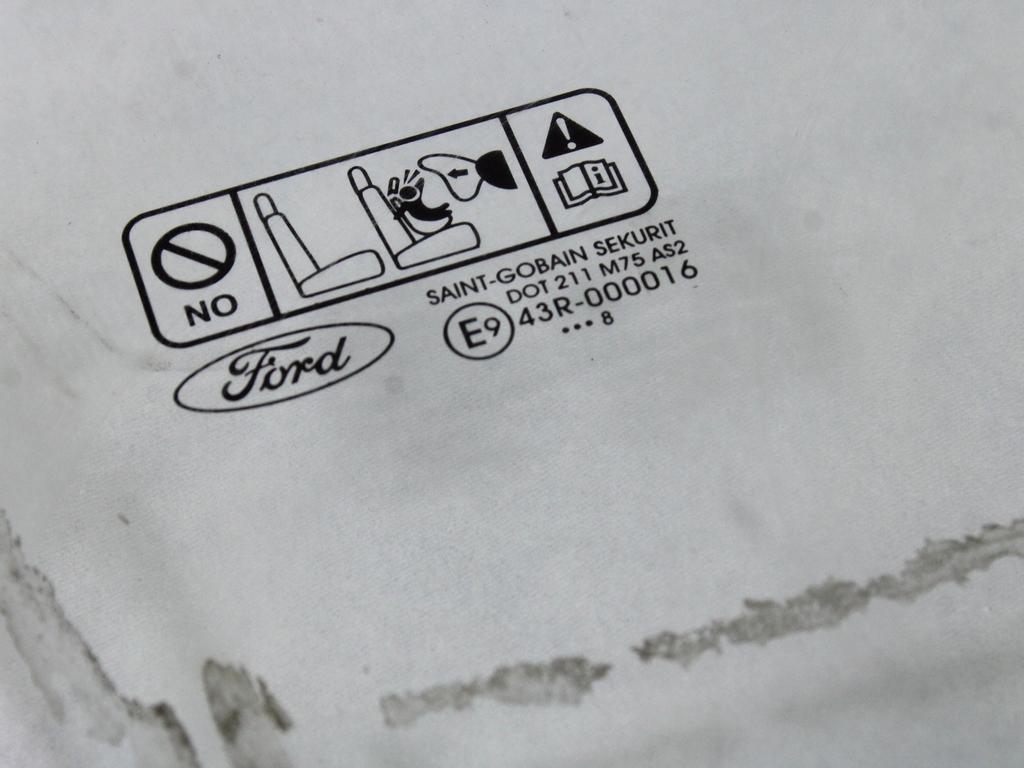 NO
Ford
SAINT-GOBAIN SEKURIT
DOT 211 M75 AS2
E9 43R-000016
••• 8